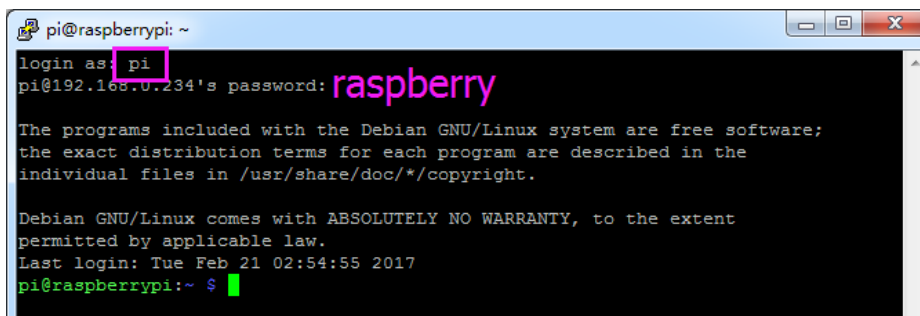 pi@raspberrypi: ~
login as: pi
pi@192.168.0.234's password: raspberry
The programs included with the Debian GNU/Linux system are free software;
the exact distribution terms for each program are described in the
individual files in /usr/share/doc/*/copyright.
Debian GNU/Linux comes with ABSOLUTELY NO WARRANTY, to the extent
permitted by applicable law.
Last login: Tue Feb 21 02:54:55 2017
pi@raspberrypi:~ $